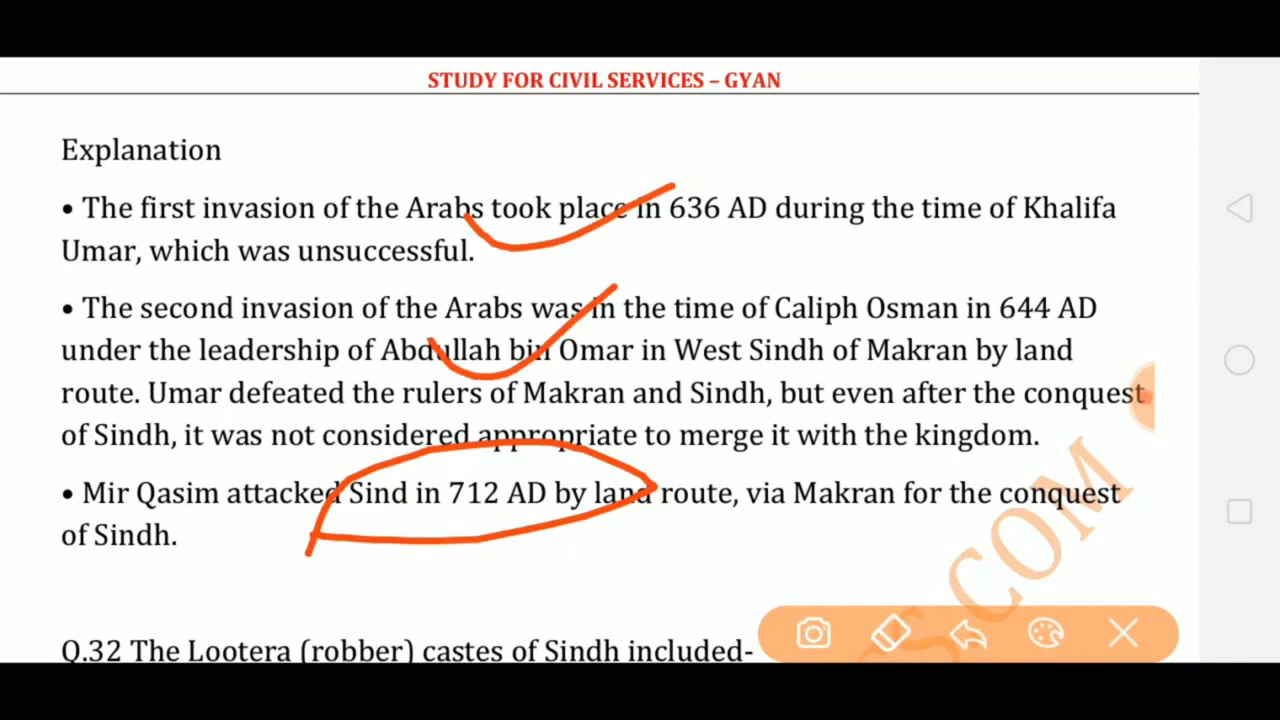 STUDY FOR CIVIL SERVICES – GYAN
Explanation
• The first invasion of the Arabs took place in 636 AD during the time of Khalifa
Umar, which was unsuccessful.
• The second invasion of the Arabs was in the time of Caliph Osman in 644 AD
under the leadership of Abdullah bin Omar in West Sindh of Makran by land
route. Umar defeated the rulers of Makran and Sindh, but even after the conquest
of Sindh, it was not considered appropriate to merge it with the kingdom.
• Mir Qasim attacked Sind in 712 AD by land route, via Makran for the conquest
of Sindh.
Q.32 The Lootera (robber) castes of Sindh included-
S.COM